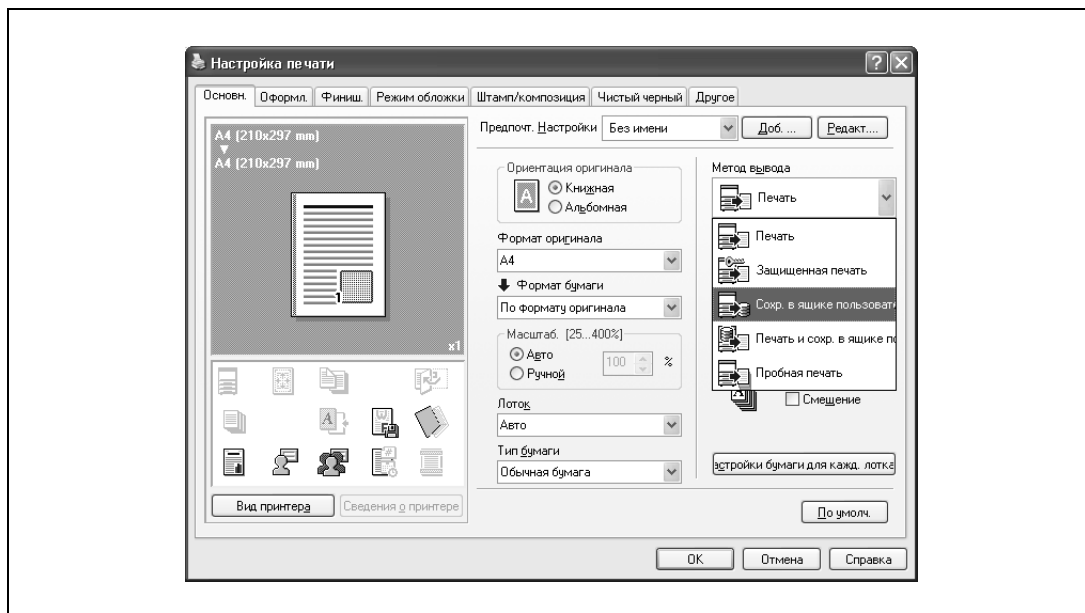 Настройка печати
Основн. Оформл. Финиш. Режим обложки Штамп/композиция Чистый черный Другое
A4 (210x297 mm)
A4 (210x297 mm)
x1
Вид принтера Сведения о принтере
Предпочт. Настройки Без имени Доб. ... Редакт....
Ориентация оригинала
A
Книжная
Альбомная
Формат оригинала
A4
Формат бумаги
По формату оригинала
Масштаб. [25...400%]
Авто
Ручной
100 %
Лоток
Авто
Тип бумаги
Обычная бумага
Метод вывода
Печать
Печать
Защищенная печать
Сохр. в ящике пользоват
Печать и сохр. в ящике по
Пробная печать
Смещение
астройки бумаги для кажд. лотка
По умолч.
OK Отмена Справка